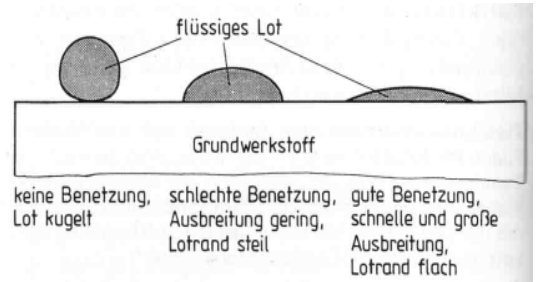 flüssiges Lot
Grundwerkstoff
keine Benetzung,
Lot kugelt
schlechte Benetzung,
Ausbreitung gering,
Lotrand steil
gute Benetzung,
schnelle und große
Ausbreitung,
Lotrand flach